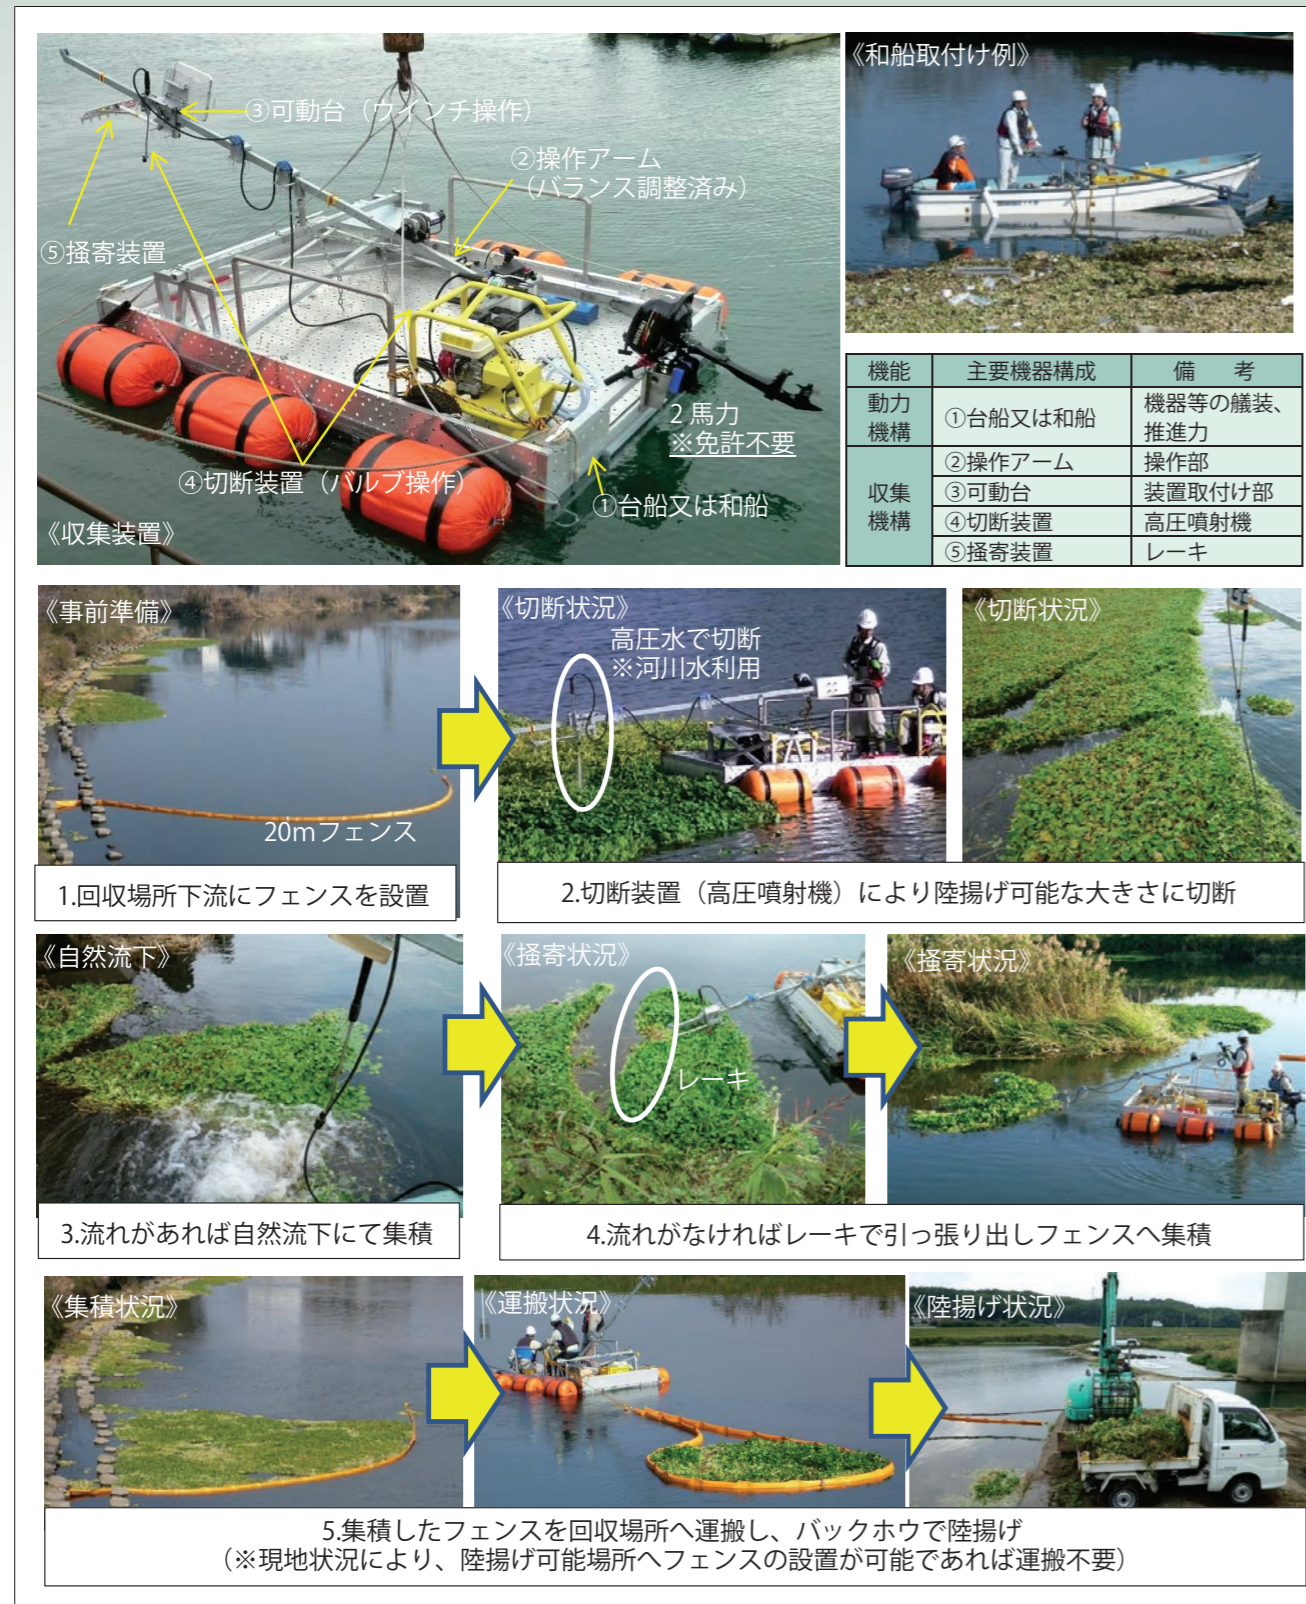 ③可動台（ウインチ操作）
②操作アーム
（バランス調整済み）
⑤掻寄装置
2 馬力
※免許不要
④切断装置（バルブ操作）
①台船又は和船
《収集装置》
《和船取付け例》
機能 主要機器構成 備　考
動力機構 ①台船又は和船 機器等の艤装、推進力
収集機構 ②操作アーム 操作部
③可動台 装置取付け部
④切断装置 高圧噴射機
⑤掻寄装置 レーキ
《事前準備》
20mフェンス
1.回収場所下流にフェンスを設置
《切断状況》
高圧水で切断
※河川水利用
《切断状況》
2.切断装置（高圧噴射機）により陸揚げ可能な大きさに切断
《自然流下》
3.流れがあれば自然流下にて集積
《掻寄状況》
レーキ
《掻寄状況》
4.流れがなければレーキで引っ張り出しフェンスへ集積
《集積状況》
《運搬状況》
《陸揚げ状況》
5.集積したフェンスを回収場所へ運搬し、バックホウで陸揚げ
（※現地状況により、陸揚げ可能場所へフェンスの設置が可能であれば運搬不要）